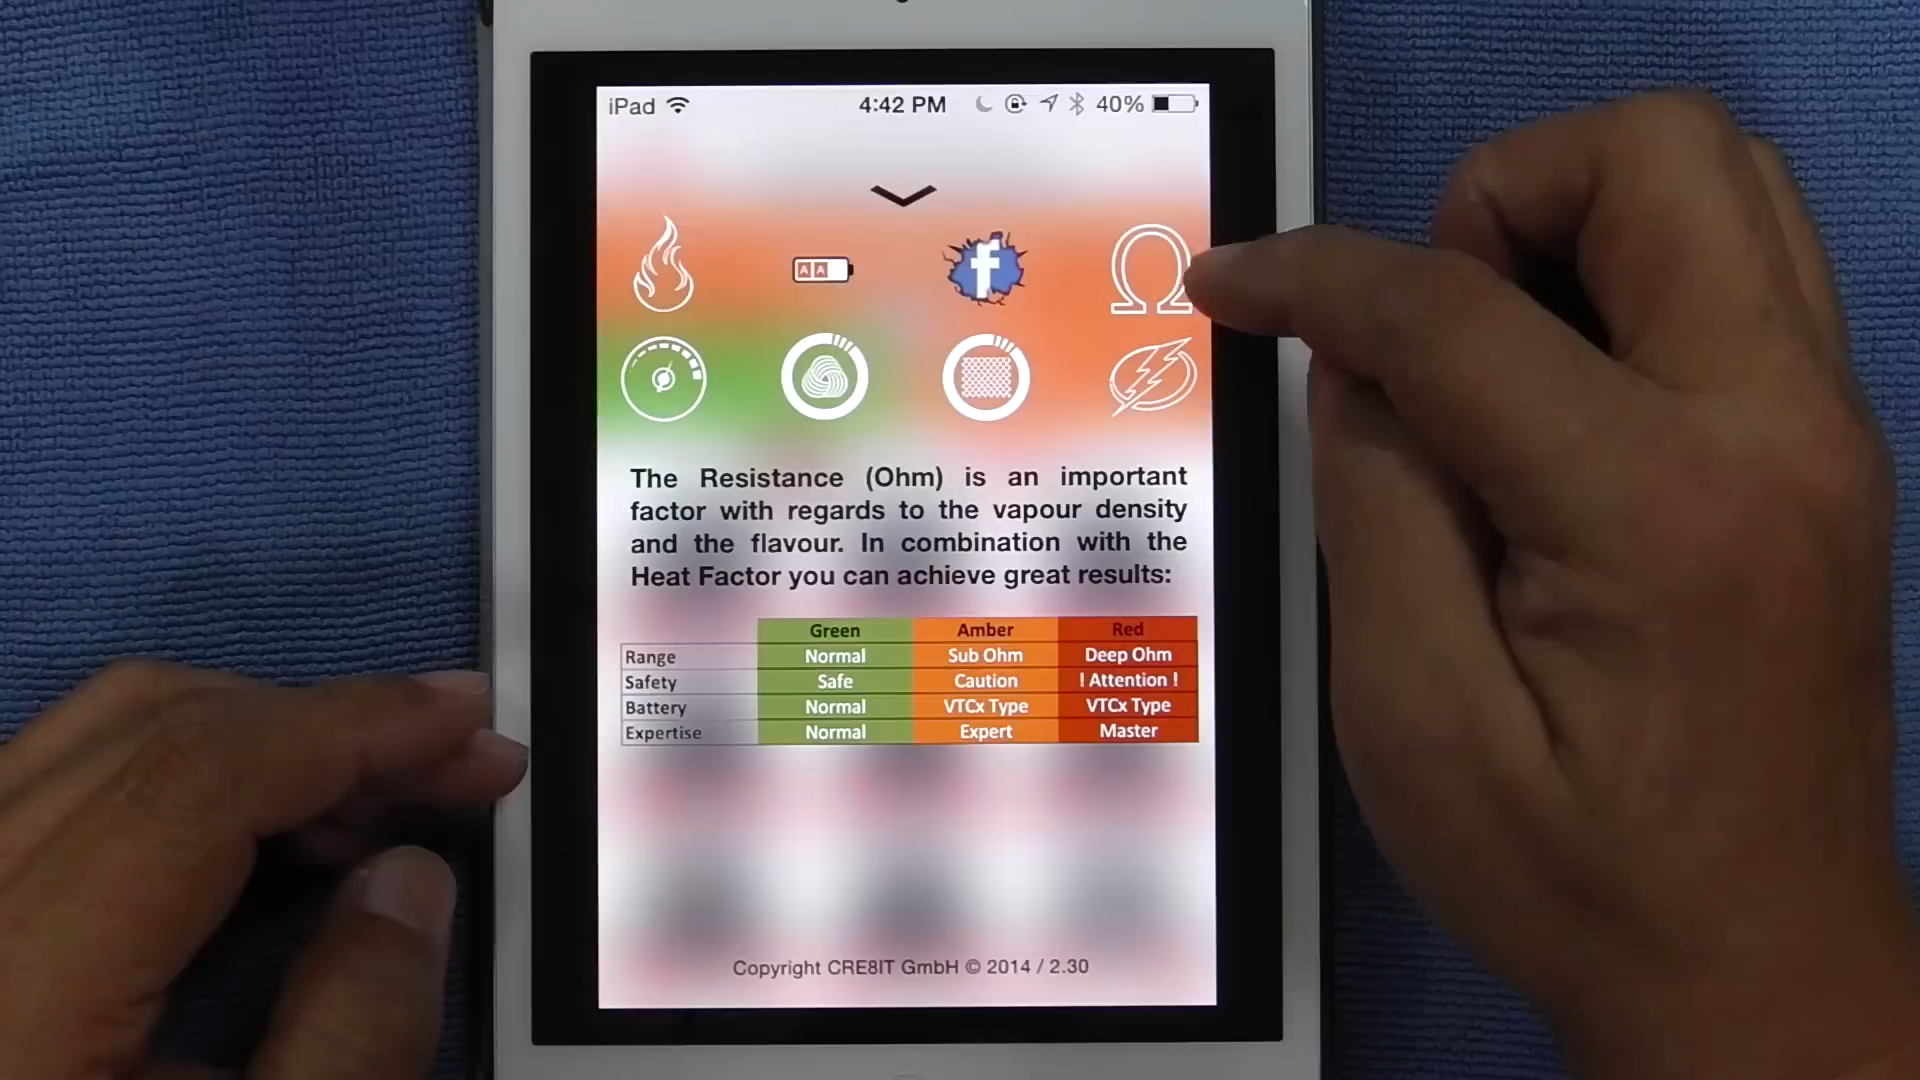 iPad 4:42 PM 40%
A A f Ω
The Resistance (Ohm) is an important
factor with regards to the vapour density
and the flavour. In combination with the
Heat Factor you can achieve great results:
Green Amber Red
Range Normal Sub Ohm Deep Ohm
Safety Safe Caution ! Attention !
Battery Normal VTCx Type VTCx Type
Expertise Normal Expert Master
Copyright CRE8IT GmbH © 2014 / 2.30